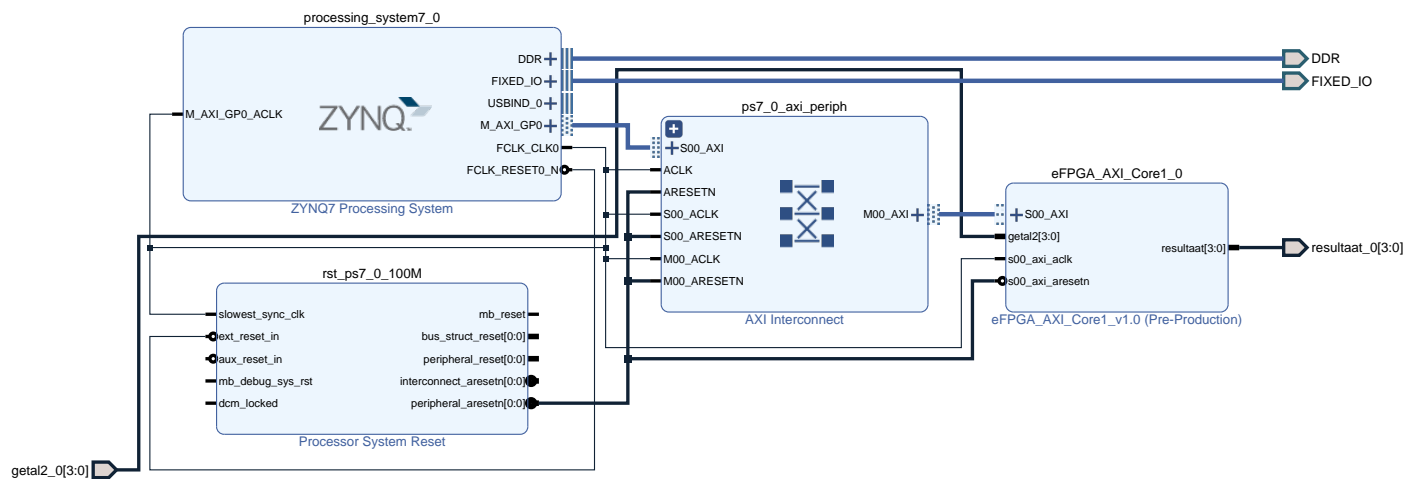 processing_system7_0
DDR
FIXED_IO
USBIND_0
M_AXI_GP0
FCLK_CLK0
FCLK_RESET0_N
M_AXI_GP0_ACLK
ZYNQ
ZYNQ7 Processing System
DDR
FIXED_IO
ps7_0_axi_periph
S00_AXI
ACLK
ARESETN
S00_ACLK
S00_ARESETN
M00_ACLK
M00_ARESETN
M00_AXI
AXI Interconnect
eFPGA_AXI_Core1_0
S00_AXI
getal2[3:0]
s00_axi_aclk
s00_axi_aresetn
resultaat[3:0]
eFPGA_AXI_Core1_v1.0 (Pre-Production)
resultaat_0[3:0]
rst_ps7_0_100M
slowest_sync_clk
ext_reset_in
aux_reset_in
mb_debug_sys_rst
dcm_locked
mb_reset
bus_struct_reset[0:0]
peripheral_reset[0:0]
interconnect_aresetn[0:0]
peripheral_aresetn[0:0]
Processor System Reset
getal2_0[3:0]